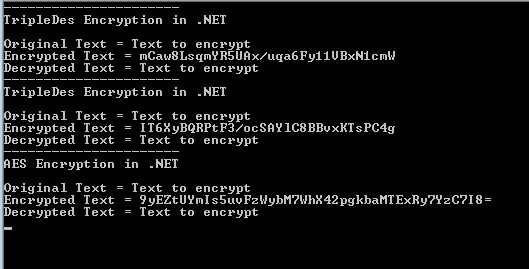 -----------------------
TripleDes Encryption in .NET
Original Text = Text to encrypt
Encrypted Text = mCaw8LsqmYR5UAx/uqa6Fy11VBxN1cmW
Decrypted Text = Text to encrypt
-----------------------
TripleDes Encryption in .NET
Original Text = Text to encrypt
Encrypted Text = IT6XyBQRPtF3/ocSAYlC8BBvxKTsPC4g
Decrypted Text = Text to encrypt
-----------------------
AES Encryption in .NET
Original Text = Text to encrypt
Encrypted Text = 9yEZtUYmIs5uvFzWybM7WhX42pgkbaMTExRy7YzC7I8=
Decrypted Text = Text to encrypt